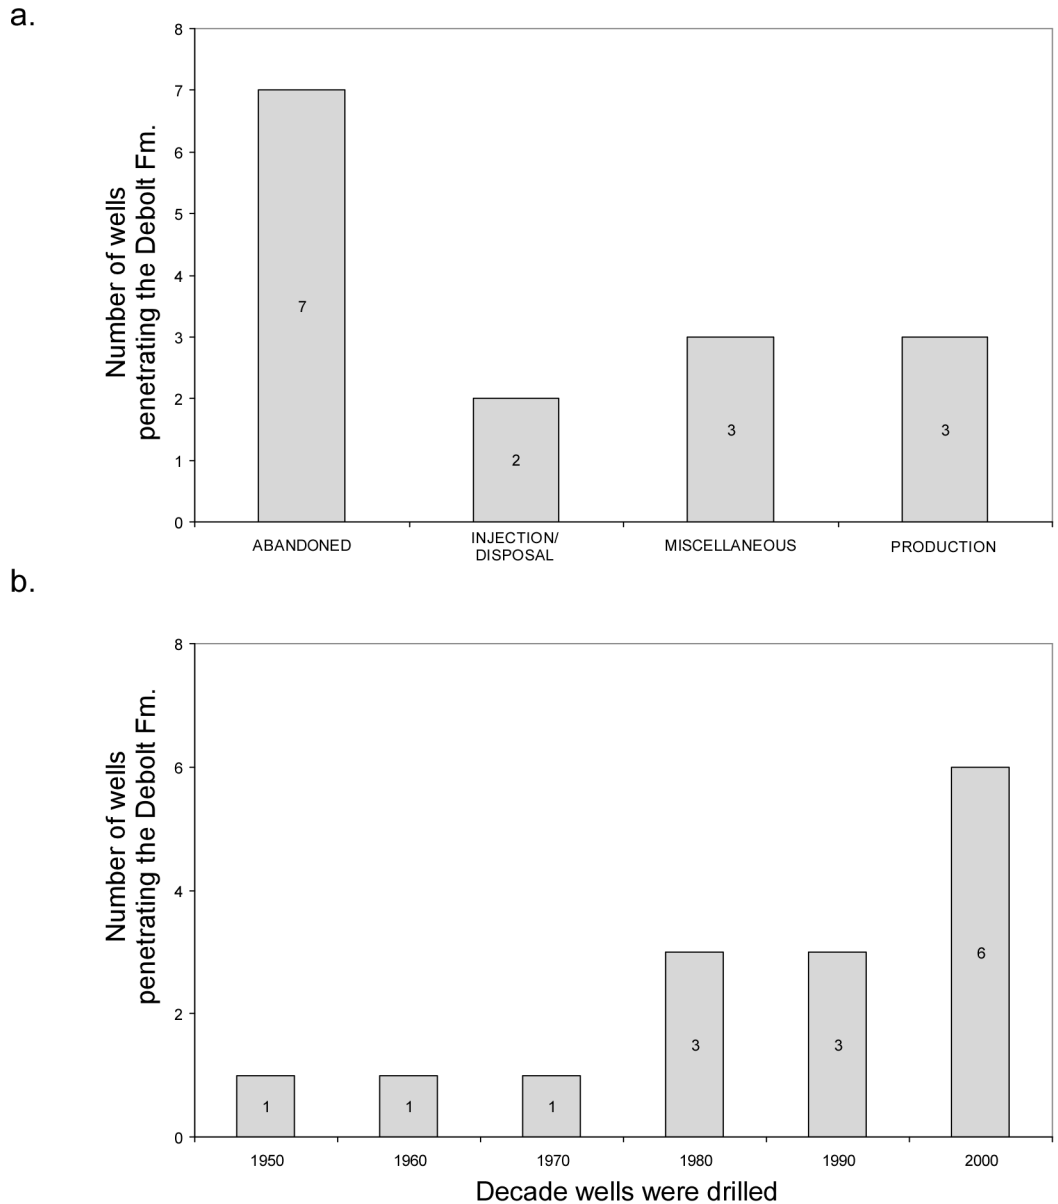 a.
Number of wells
penetrating the Debolt Fm.
8
7
6
5
4
3
2
1
0
7
2
3
3
ABANDONED
INJECTION/
DISPOSAL
MISCELLANEOUS
PRODUCTION
b.
Number of wells
penetrating the Debolt Fm.
8
6
4
2
0
1
1
1
3
3
6
1950
1960
1970
1980
1990
2000
Decade wells were drilled